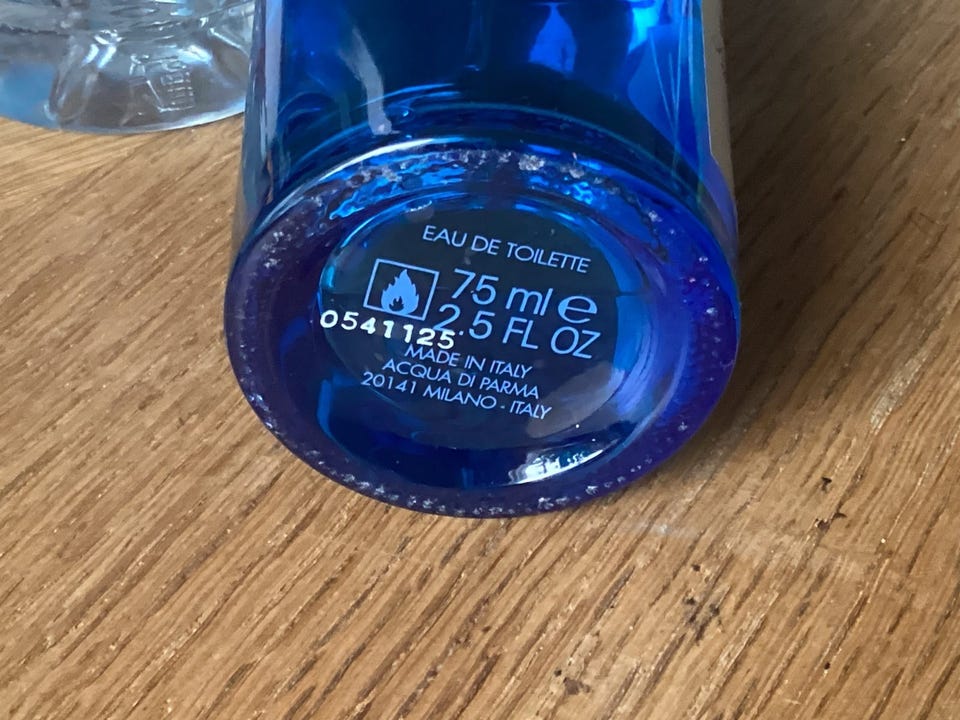 EAU DE TOILETTE
75 ml e
2.5 FL OZ
0541125
MADE IN ITALY
ACQUA DI PARMA
20141 MILANO - ITALY